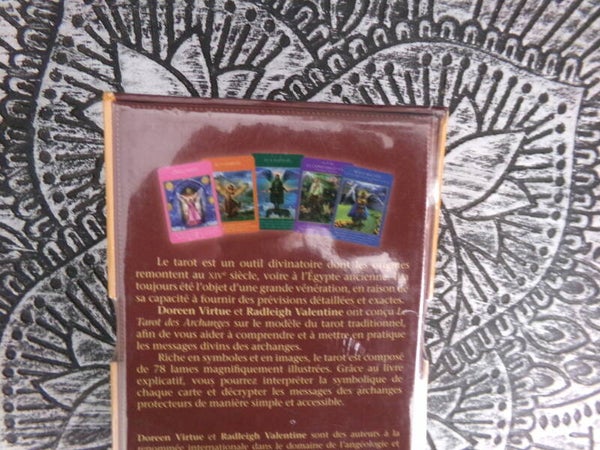 Le tarot est un outil divinatoire dont les origines
remontent au XIVᵉ siècle, voire à l'Égypte ancienne. Il a
toujours été l'objet d'une grande vénération, en raison de
sa capacité à fournir des prévisions détaillées et exactes.
Doreen Virtue et Radleigh Valentine ont conçu Le
Tarot des Archanges sur le modèle du tarot traditionnel,
afin de vous aider à comprendre et à mettre en pratique
les messages divins des archanges.
Riche en symboles et en images, le tarot est composé
de 78 lames magnifiquement illustrées. Grâce au livre
explicatif, vous pourrez interpréter la symbolique de
chaque carte et décrypter les messages des archanges
protecteurs de manière simple et accessible.
Doreen Virtue et Radleigh Valentine sont des auteurs à la
renommée internationale dans le domaine de l'angéologie et